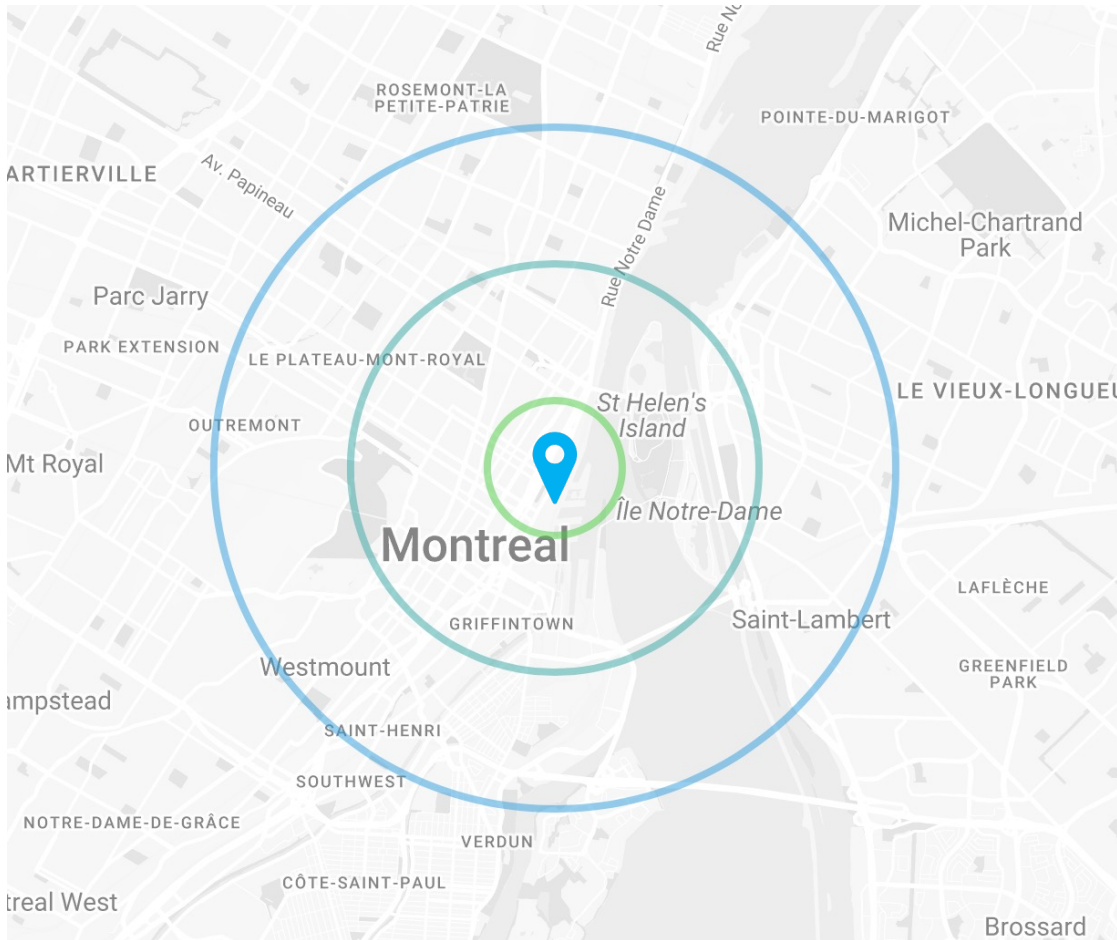 Rue No
ROSEMONT-LA
PETITE-PATRIE
POINTE-DU-MARIGOT
ARTIERVILLE
Av. Papineau
Michel-Chartrand
Park
Rue Notre Dame
Parc Jarry
PARK EXTENSION
LE PLATEAU-MONT-ROYAL
LE VIEUX-LONGUEU
St Helen's
Island
OUTREMONT
Mt Royal
Île Notre-Dame
Montreal
LAFLÈCHE
GRIFFINTOWN
Saint-Lambert
Westmount
GREENFIELD
PARK
ampstead
SAINT-HENRI
SOUTHWEST
NOTRE-DAME-DE-GRÂCE
VERDUN
CÔTE-SAINT-PAUL
treal West
Brossard